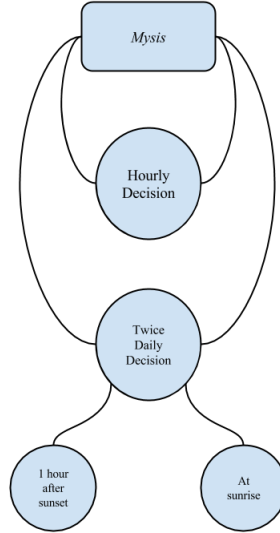 Mysis
Hourly
Decision
Twice
Daily
Decision
1 hour
after
sunset
At
sunrise